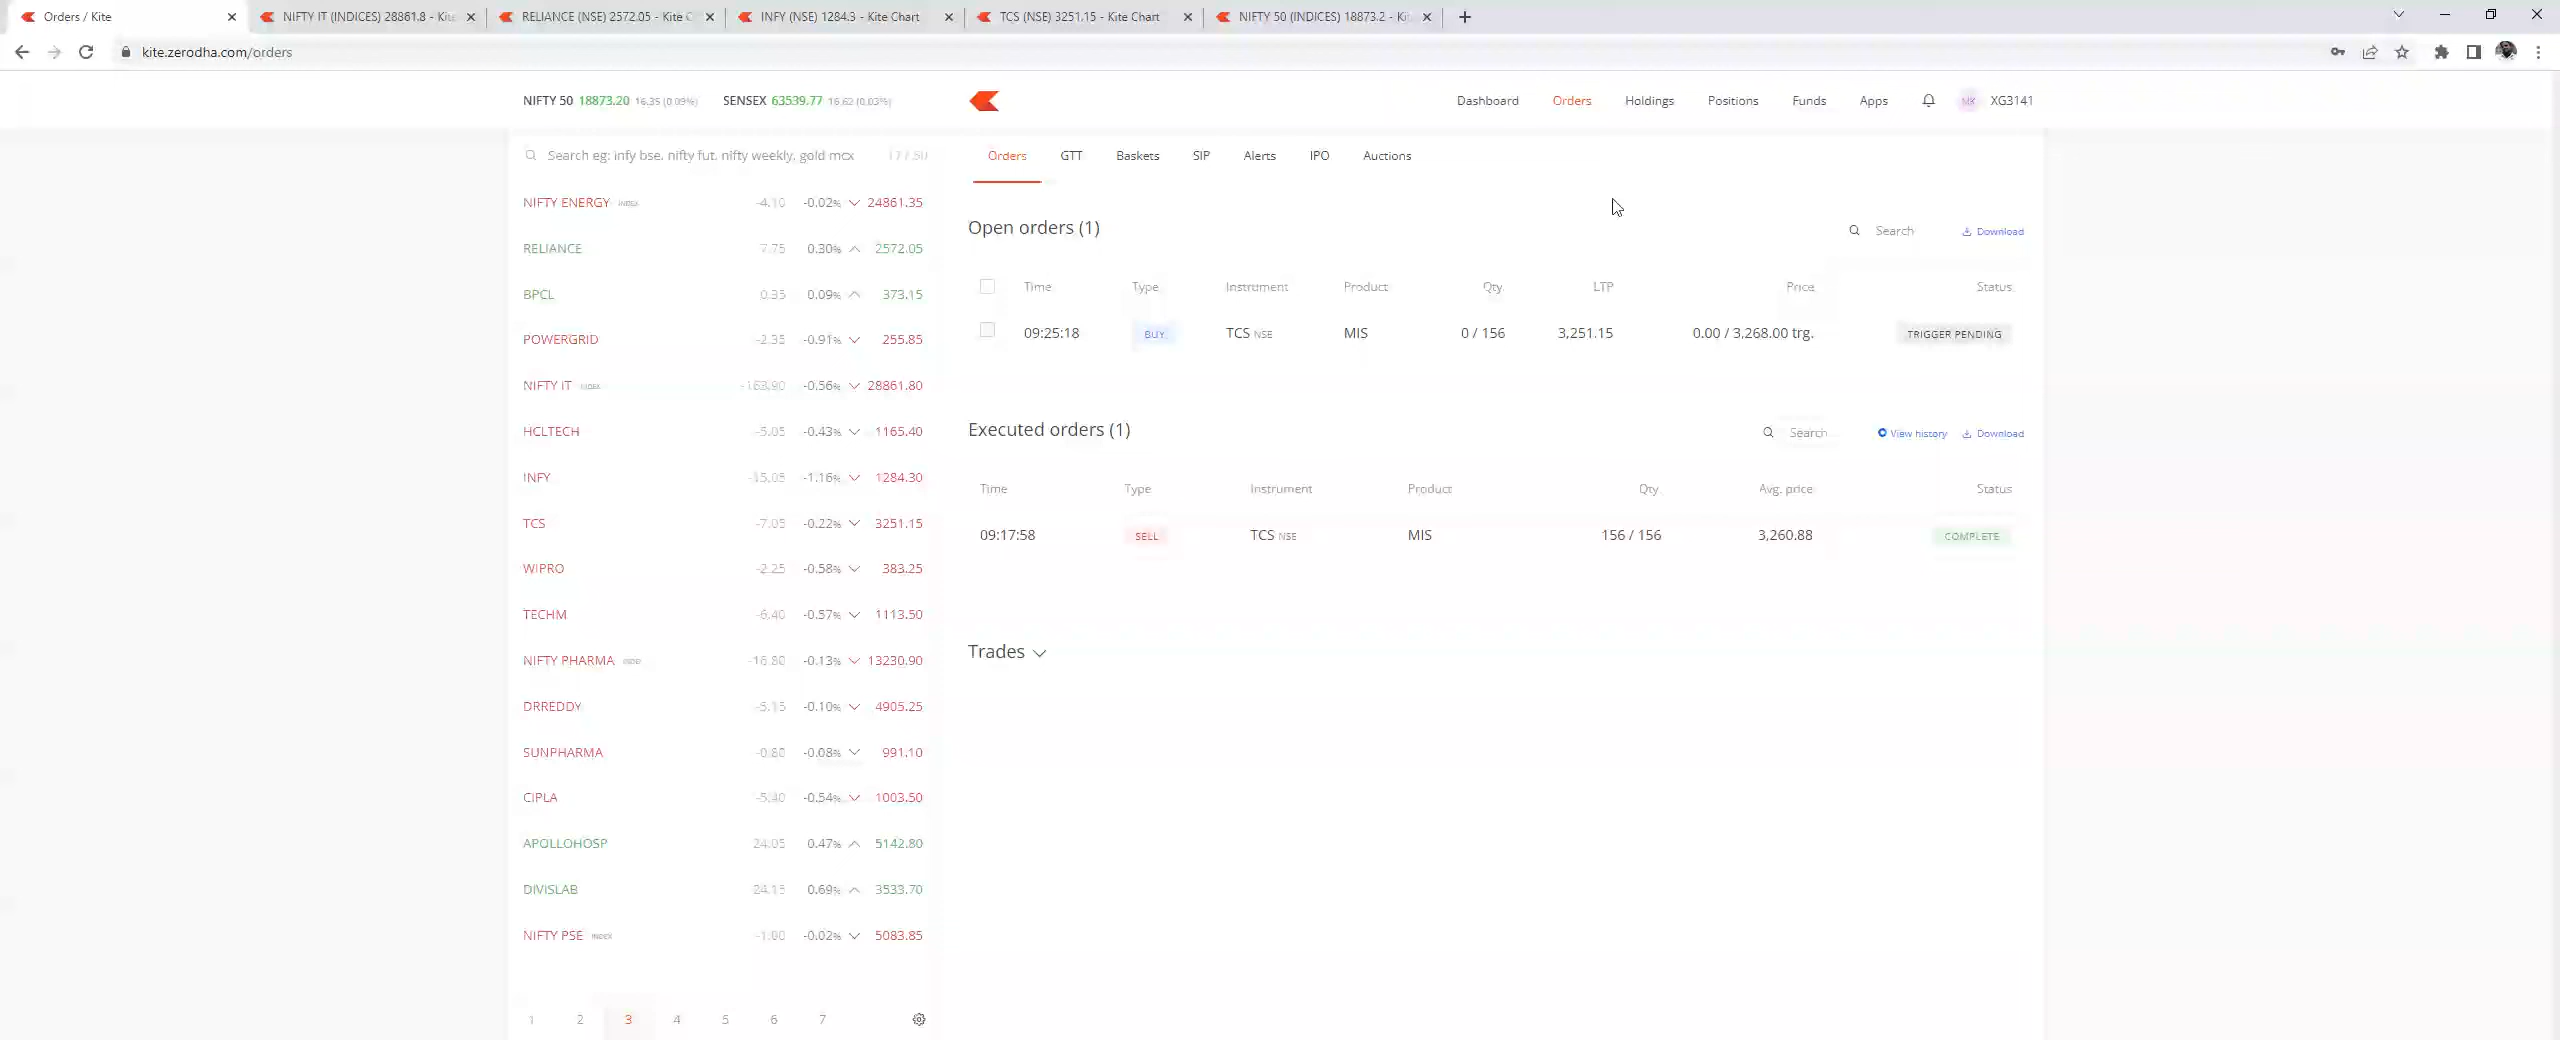 Orders / Kite
NIFTY IT (INDICES) 28861.8 - Kite
RELIANCE (NSE) 2572.05 - Kite C
INFY (NSE) 1284.3 - Kite Chart
TCS (NSE) 3251.15 - Kite Chart
NIFTY 50 (INDICES) 18873.2 - Ki
kite.zerodha.com/orders
NIFTY 50 18873.20 16.35 (0.09%) SENSEX 63539.77 16.62 (0.03%)
Dashboard Orders Holdings Positions Funds Apps MK XG3141
Search eg: infy bse, nifty fut, nifty weekly, gold mcx 17 / 50
NIFTY ENERGY INDEX -4.10 -0.02% 24861.35
RELIANCE 7.75 0.30% 2572.05
BPCL 0.35 0.09% 373.15
POWERGRID -2.35 -0.91% 255.85
NIFTY IT INDEX -163.90 -0.56% 28861.80
HCLTECH -5.05 -0.43% 1165.40
INFY -15.05 -1.16% 1284.30
TCS -7.05 -0.22% 3251.15
WIPRO -2.25 -0.58% 383.25
TECHM -6.40 -0.57% 1113.50
NIFTY PHARMA INDEX -16.80 -0.13% 13230.90
DRREDDY -5.15 -0.10% 4905.25
SUNPHARMA -0.80 -0.08% 991.10
CIPLA -5.40 -0.54% 1003.50
APOLLOHOSP 24.05 0.47% 5142.80
DIVISLAB 24.15 0.69% 3533.70
NIFTY PSE INDEX -1.00 -0.02% 5083.85
1 2 3 4 5 6 7
Orders GTT Baskets SIP Alerts IPO Auctions
Open orders (1) Search Download
Time Type Instrument Product Qty. LTP Price Status
09:25:18 BUY TCS NSE MIS 0 / 156 3,251.15 0.00 / 3,268.00 trg. TRIGGER PENDING
Executed orders (1) Search View history Download
Time Type Instrument Product Qty. Avg. price Status
09:17:58 SELL TCS NSE MIS 156 / 156 3,260.88 COMPLETE
Trades